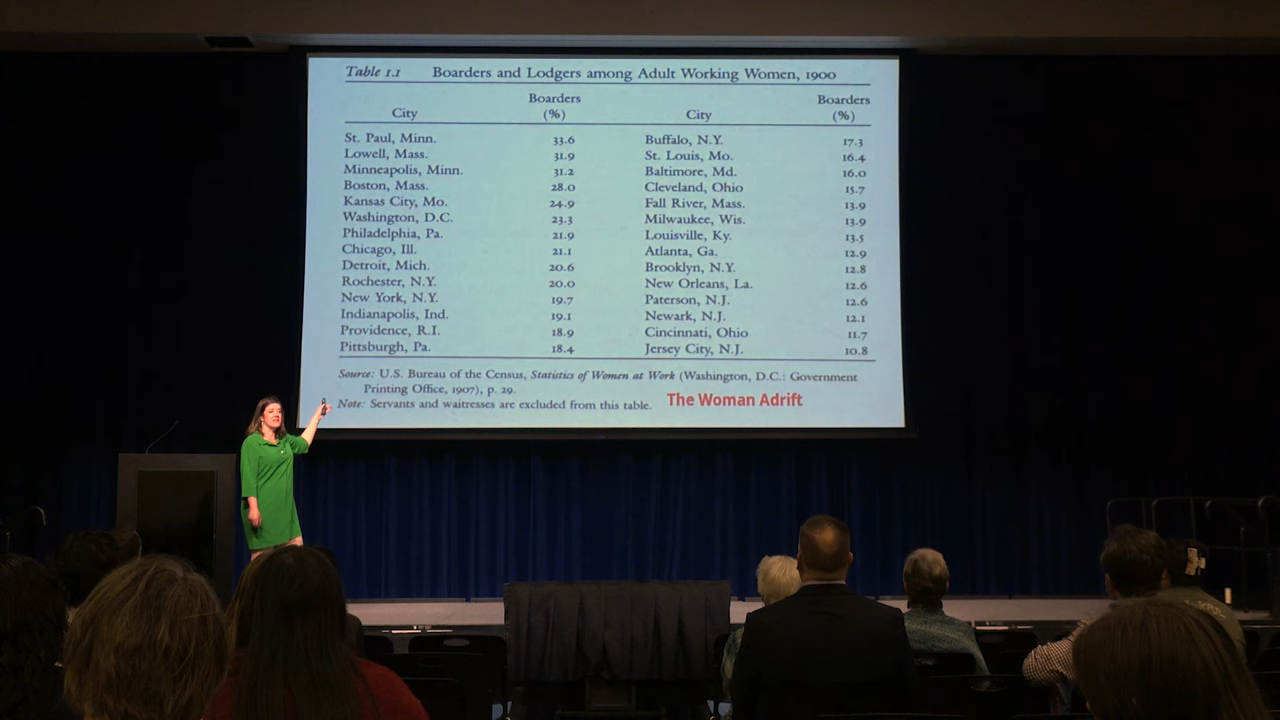 Table 1.1 Boarders and Lodgers among Adult Working Women, 1900
City Boarders (%) City Boarders (%)
St. Paul, Minn. 33.6 Buffalo, N.Y. 17.3
Lowell, Mass. 31.9 St. Louis, Mo. 16.4
Minneapolis, Minn. 31.2 Baltimore, Md. 16.0
Boston, Mass. 28.0 Cleveland, Ohio 15.7
Kansas City, Mo. 24.9 Fall River, Mass. 13.9
Washington, D.C. 23.3 Milwaukee, Wis. 13.9
Philadelphia, Pa. 21.9 Louisville, Ky. 13.5
Chicago, Ill. 21.1 Atlanta, Ga. 12.9
Detroit, Mich. 20.6 Brooklyn, N.Y. 12.8
Rochester, N.Y. 20.0 New Orleans, La. 12.6
New York, N.Y. 19.7 Paterson, N.J. 12.6
Indianapolis, Ind. 19.1 Newark, N.J. 12.1
Providence, R.I. 18.9 Cincinnati, Ohio 11.7
Pittsburgh, Pa. 18.4 Jersey City, N.J. 10.8
Source: U.S. Bureau of the Census, Statistics of Women at Work (Washington, D.C.: Government
Printing Office, 1907), p. 29.
Note: Servants and waitresses are excluded from this table. The Woman Adrift